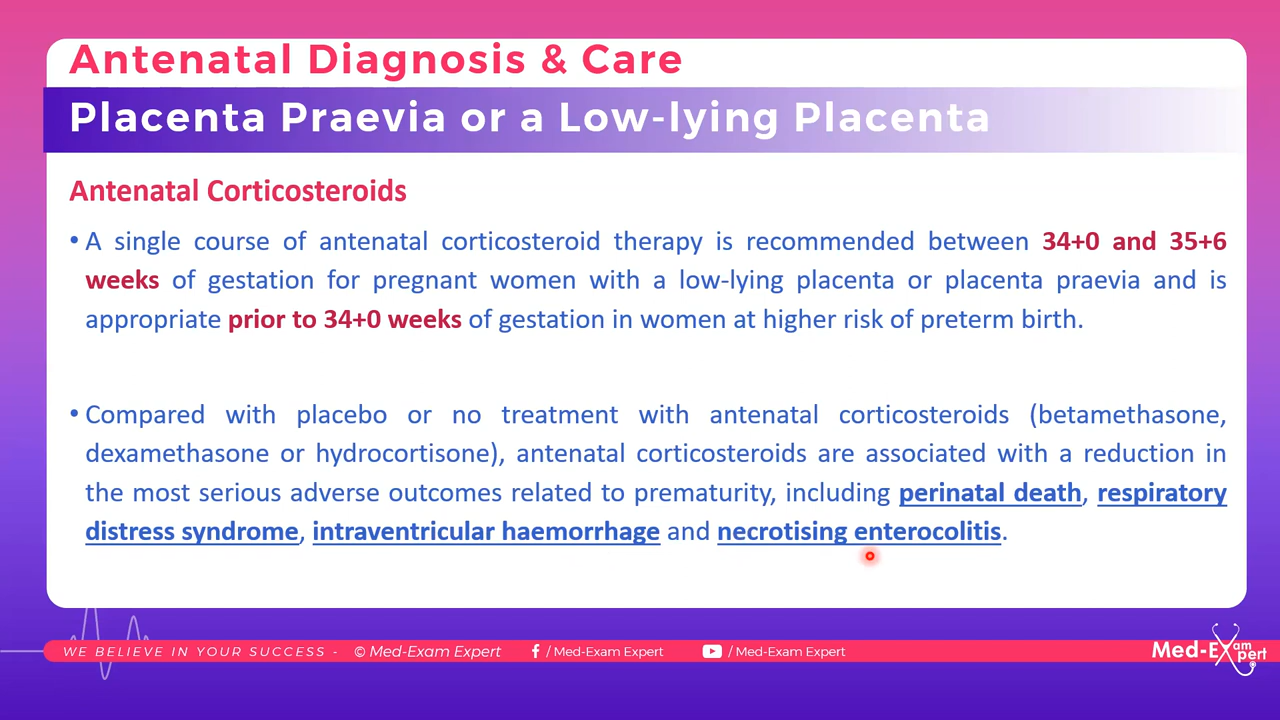 Antenatal Diagnosis & Care
Placenta Praevia or a Low-lying Placenta
Antenatal Corticosteroids
• A single course of antenatal corticosteroid therapy is recommended between 34+0 and 35+6
weeks of gestation for pregnant women with a low-lying placenta or placenta praevia and is
appropriate prior to 34+0 weeks of gestation in women at higher risk of preterm birth.
• Compared with placebo or no treatment with antenatal corticosteroids (betamethasone,
dexamethasone or hydrocortisone), antenatal corticosteroids are associated with a reduction in
the most serious adverse outcomes related to prematurity, including perinatal death, respiratory
distress syndrome, intraventricular haemorrhage and necrotising enterocolitis.
WE BELIEVE IN YOUR SUCCESS - © Med-Exam Expert f / Med-Exam Expert / Med-Exam Expert
Med-Exam Expert